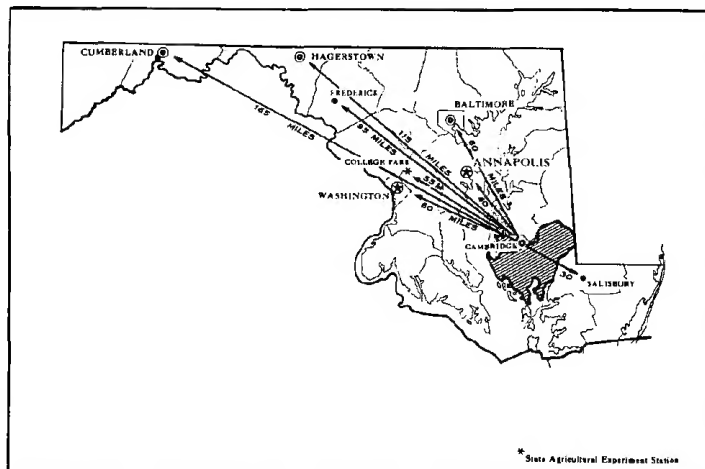 CUMBERLAND
HAGERSTOWN
FREDERICK
BALTIMORE
165 MILES
95 MILES
115 MILES
60 MILES
COLLEGE PARK
ANNAPOLIS
55
WASHINGTON
60 MILES
CAMBRIDGE
30
SALISBURY
* State Agricultural Experiment Station